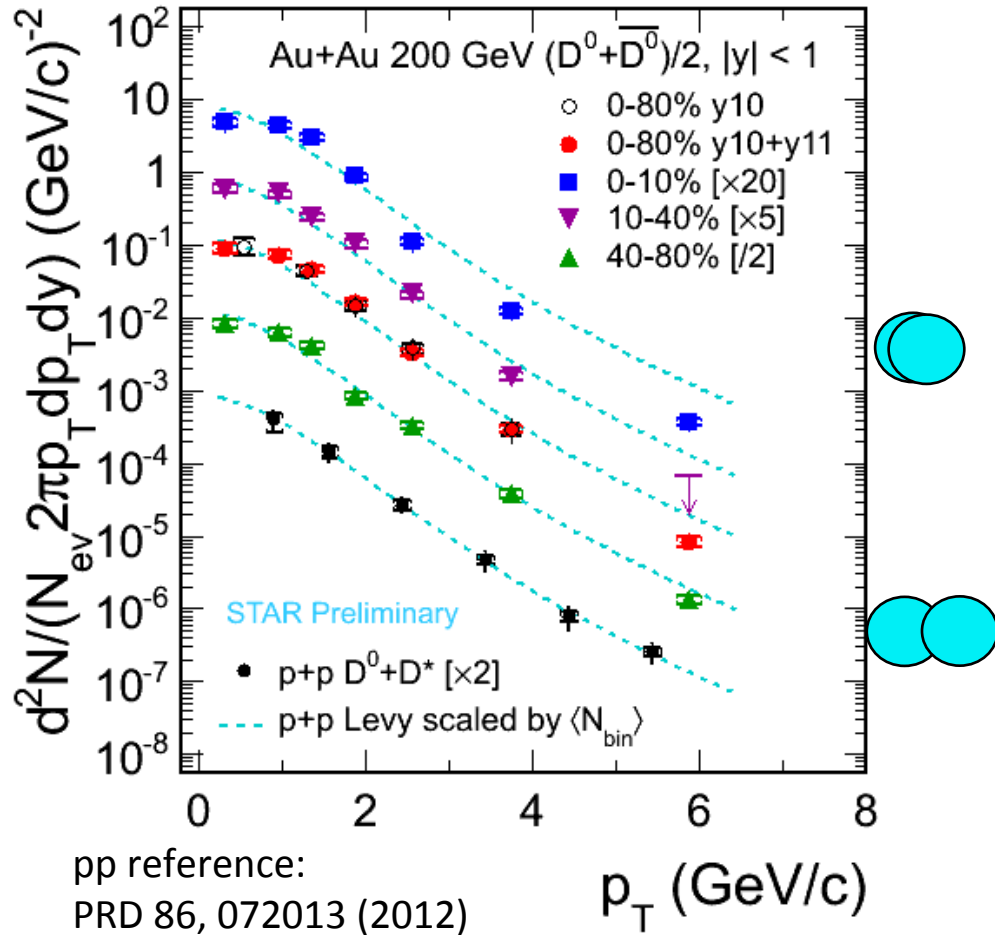 d²N/(N_ev 2πp_T dp_T dy) (GeV/c)⁻²
10²
10
1
10⁻¹
10⁻²
10⁻³
10⁻⁴
10⁻⁵
10⁻⁶
10⁻⁷
10⁻⁸
Au+Au 200 GeV (D⁰+D̅⁰)/2, |y| < 1
0-80% y10
0-80% y10+y11
0-10% [×20]
10-40% [×5]
40-80% [/2]
STAR Preliminary
p+p D⁰+D* [×2]
p+p Levy scaled by ⟨N_bin⟩
0 2 4 6 8
p_T (GeV/c)
pp reference:
PRD 86, 072013 (2012)